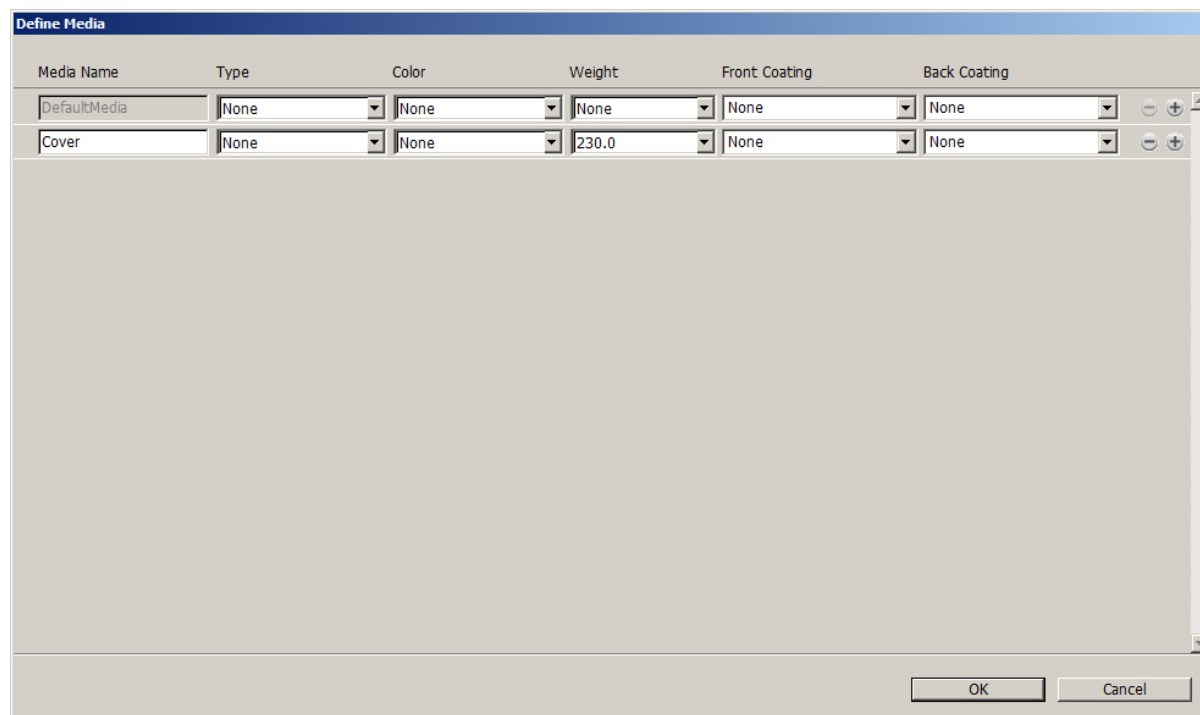 Define Media
Media Name Type Color Weight Front Coating Back Coating
DefaultMedia None None None None None
Cover None None 230.0 None None
OK Cancel